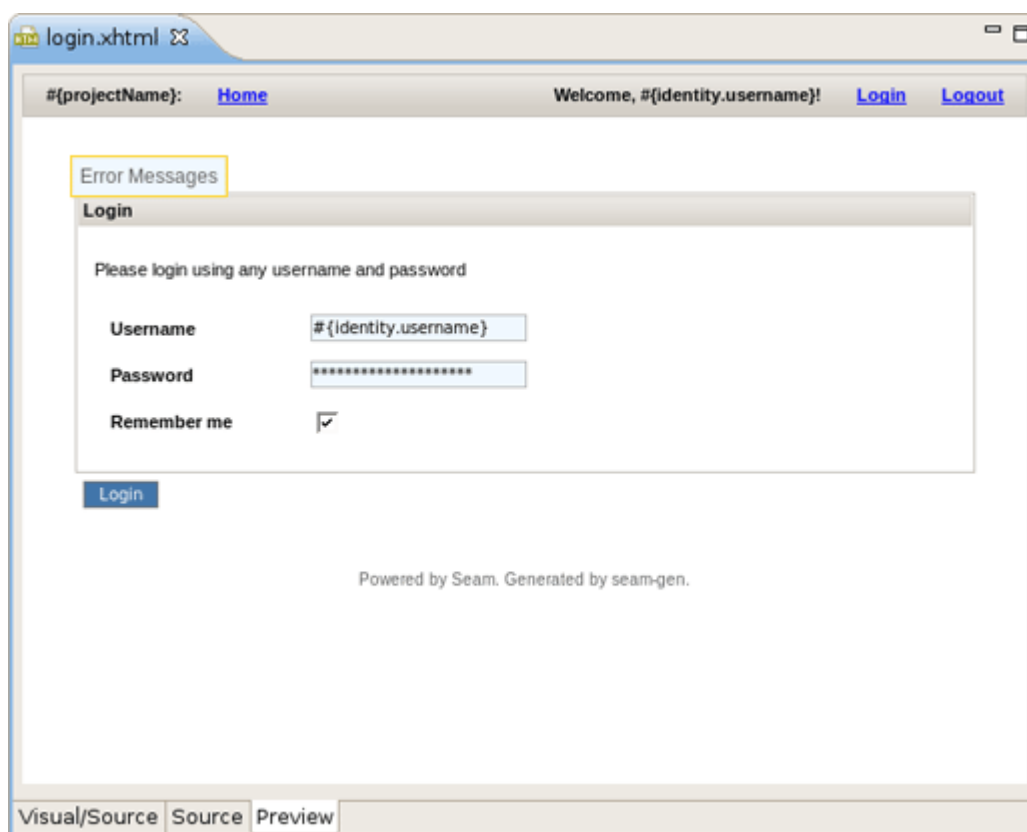 login.xhtml
#{projectName}: Home Welcome, #{identity.username}! Login Logout
Error Messages
Login
Please login using any username and password
Username #{identity.username}
Password ********************
Remember me
Login
Powered by Seam. Generated by seam-gen.
Visual/Source Source Preview